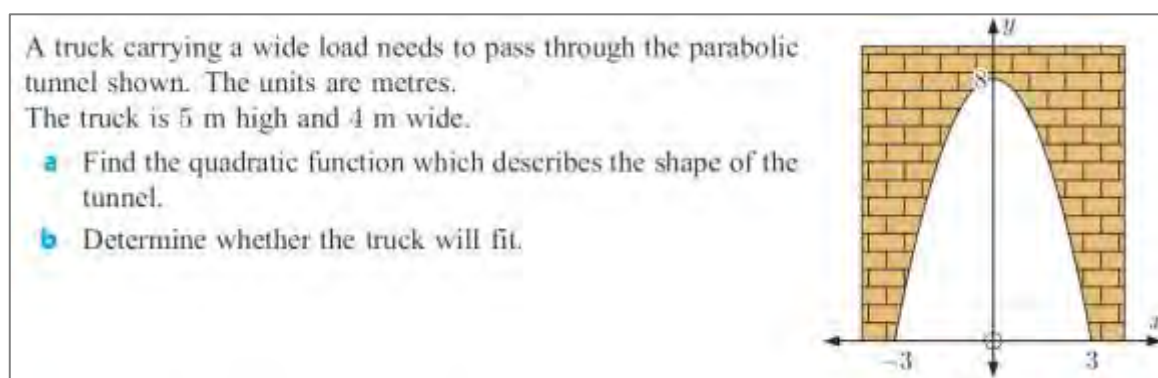 A truck carrying a wide load needs to pass through the parabolic
tunnel shown. The units are metres.
The truck is 5 m high and 4 m wide.
a Find the quadratic function which describes the shape of the
tunnel.
b Determine whether the truck will fit.
y
8
x
-3
3